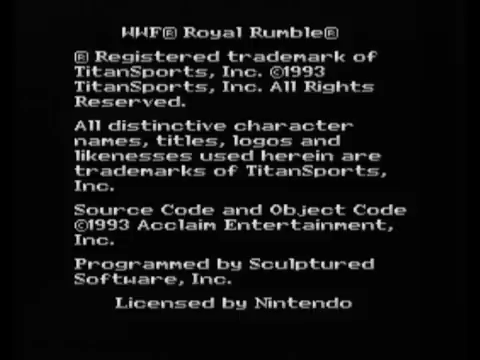 WWF® Royal Rumble®
® Registered trademark of
TitanSports, Inc. ©1993
TitanSports, Inc. All Rights
Reserved.
All distinctive character
names, titles, logos and
likenesses used herein are
trademarks of TitanSports,
Inc.
Source Code and Object Code
©1993 Acclaim Entertainment,
Inc.
Programmed by Sculptured
Software, Inc.
Licensed by Nintendo